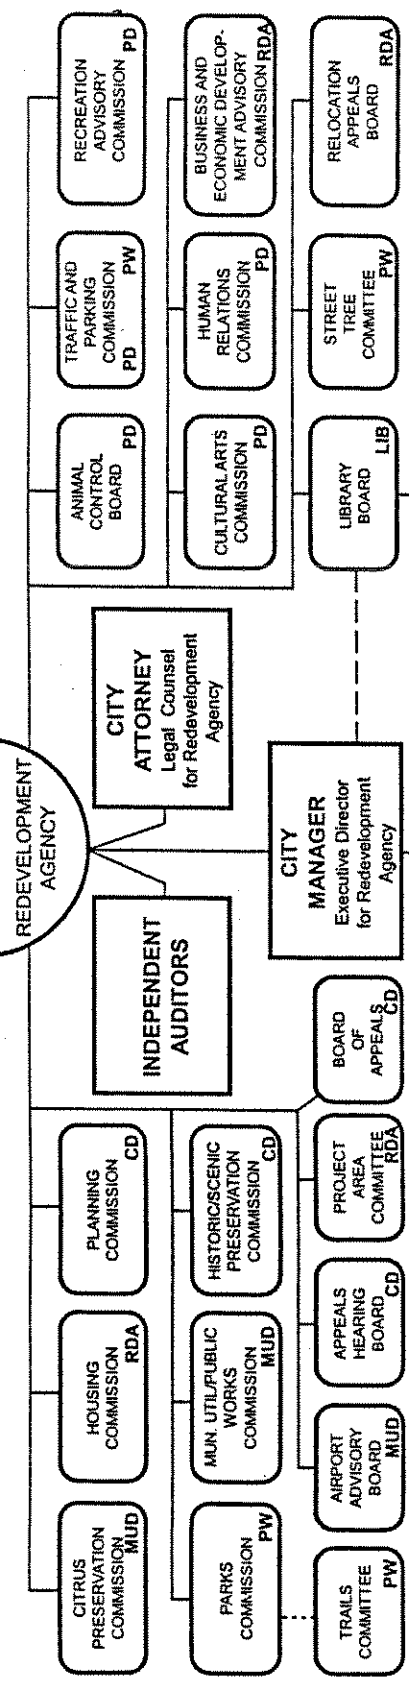 REDEVELOPMENT
AGENCY
CITRUS
PRESERVATION
COMMISSION
MUD
HOUSING
COMMISSION
RDA
PLANNING
COMMISSION
CD
PARKS
COMMISSION
PW
MUN. UTIL/PUBLIC
WORKS
COMMISSION
MUD
HISTORIC/SCENIC
PRESERVATION
COMMISSION
CD
TRAILS
COMMITTEE
PW
AIRPORT
ADVISORY
BOARD
MUD
APPEALS
HEARING
BOARD
CD
PROJECT
AREA
COMMITTEE
RDA
BOARD
OF
APPEALS
CD
INDEPENDENT
AUDITORS
CITY
ATTORNEY
Legal Counsel
for Redevelopment
Agency
CITY
MANAGER
Executive Director
for Redevelopment
Agency
ANIMAL
CONTROL
BOARD
PD
TRAFFIC AND
PARKING
COMMISSION
PD PW
RECREATION
ADVISORY
COMMISSION
PD
CULTURAL ARTS
COMMISSION
PD
HUMAN
RELATIONS
COMMISSION
PD
BUSINESS AND
ECONOMIC DEVELOP-
MENT ADVISORY
COMMISSION
RDA
LIBRARY
BOARD
LIB
STREET
TREE
COMMITTEE
PW
RELOCATION
APPEALS
BOARD
RDA